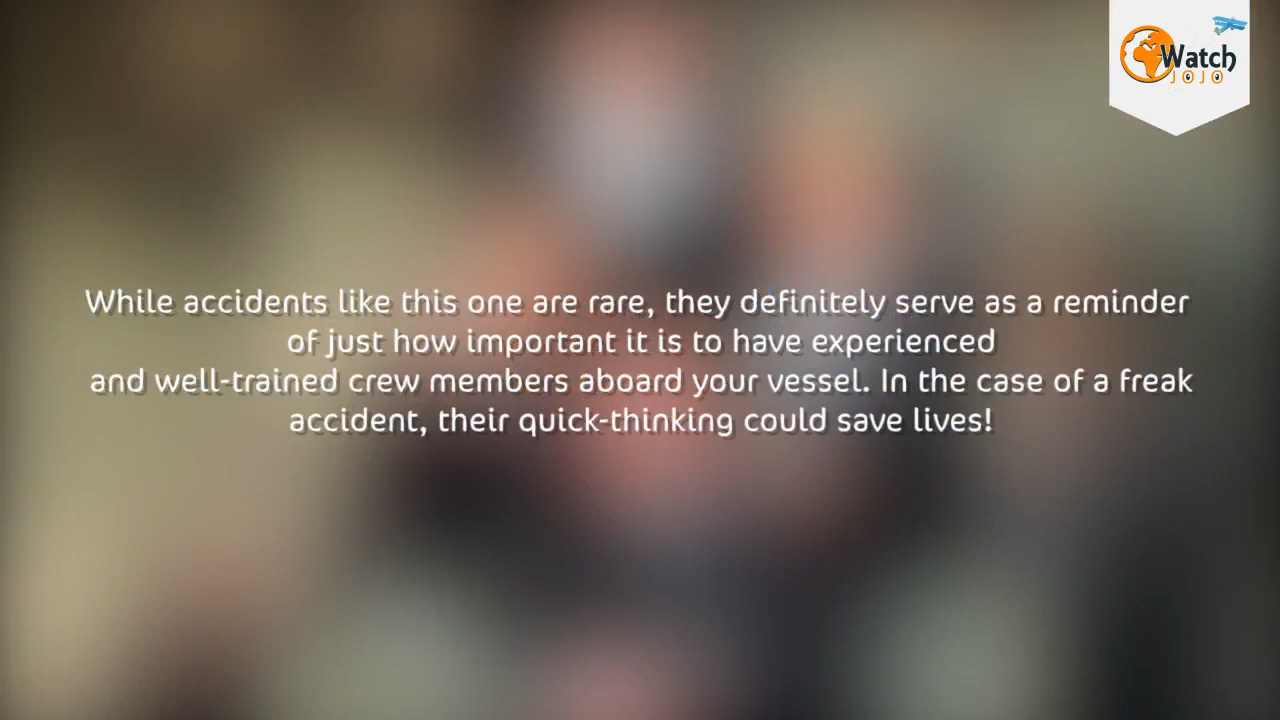 Watch
JOJO
While accidents like this one are rare, they definitely serve as a reminder
of just how important it is to have experienced
and well-trained crew members aboard your vessel. In the case of a freak
accident, their quick-thinking could save lives!